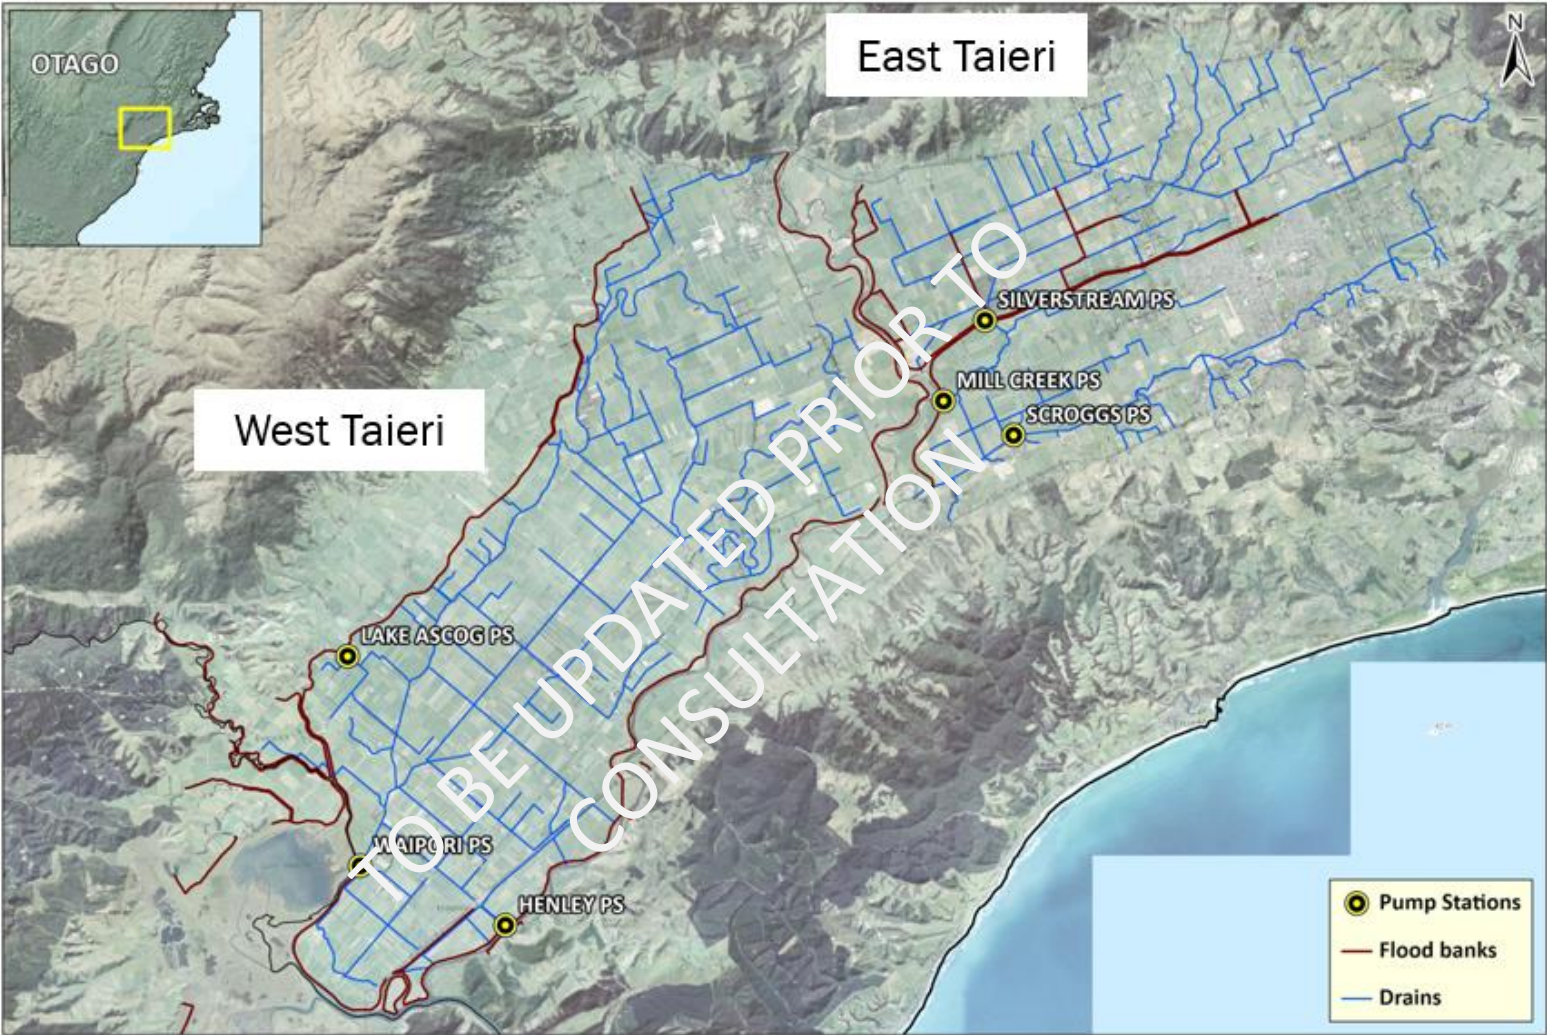 OTAGO
East Taieri
N
SILVERSTREAM PS
MILL CREEK PS
SCROGGS PS
West Taieri
LAKE ASCOG PS
WAIPORI PS
HENLEY PS
TO BE UPDATED PRIOR TO
CONSULTATION
Pump Stations
Flood banks
Drains